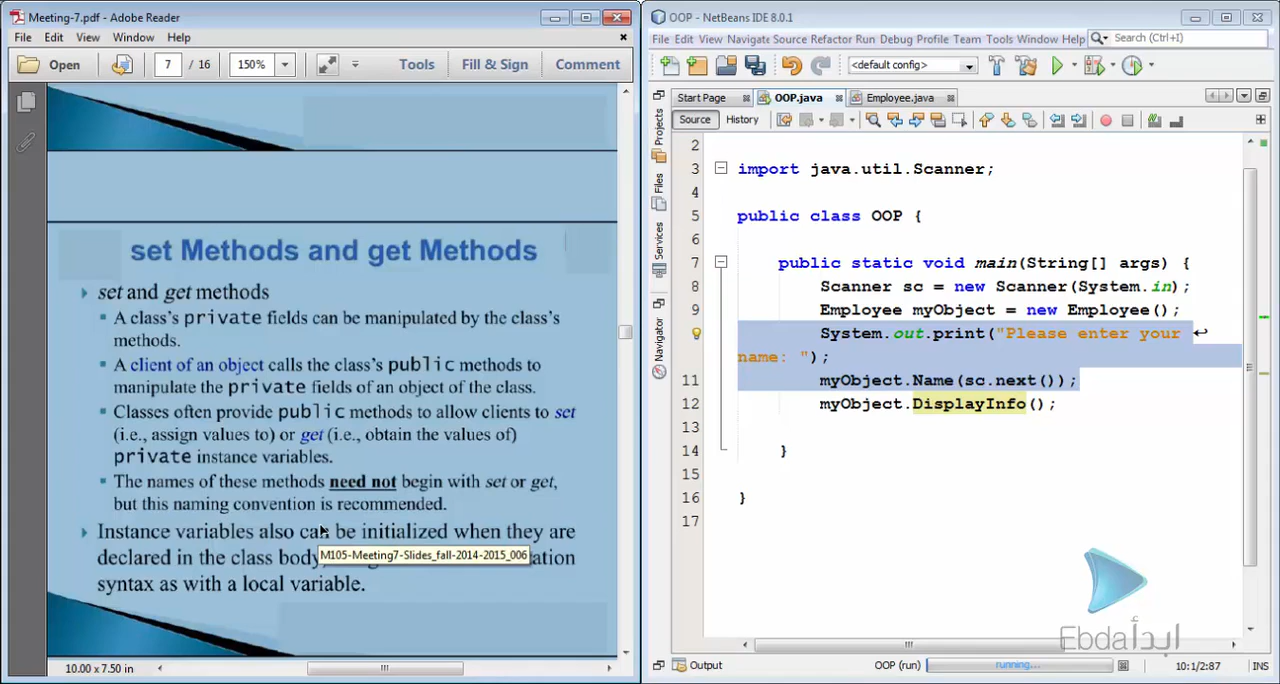 Meeting-7.pdf - Adobe Reader
File Edit View Window Help
Open 7 / 16 150% Tools Fill & Sign Comment
set Methods and get Methods
set and get methods
A class's private fields can be manipulated by the class's
methods.
A client of an object calls the class's public methods to
manipulate the private fields of an object of the class.
Classes often provide public methods to allow clients to set
(i.e., assign values to) or get (i.e., obtain the values of)
private instance variables.
The names of these methods need not begin with set or get,
but this naming convention is recommended.
Instance variables also can be initialized when they are
declared in the class body,
M105-Meeting7-Slides_fall-2014-2015_006
syntax as with a local variable.
10.00 x 7.50 in
OOP - NetBeans IDE 8.0.1
File Edit View Navigate Source Refactor Run Debug Profile Team Tools Window Help Search (Ctrl+I)
<default config>
Start Page OOP.java Employee.java
Source History
Projects
Files
Services
Navigator
2
3 import java.util.Scanner;
4
5 public class OOP {
6
7 public static void main(String[] args) {
8 Scanner sc = new Scanner(System.in);
9 Employee myObject = new Employee();
System.out.print("Please enter your
name: ");
11 myObject.Name(sc.next());
12 myObject.DisplayInfo();
13
14 }
15
16 }
17
Ebda أبدأ
Output OOP (run) running... 10:1/2:87 INS